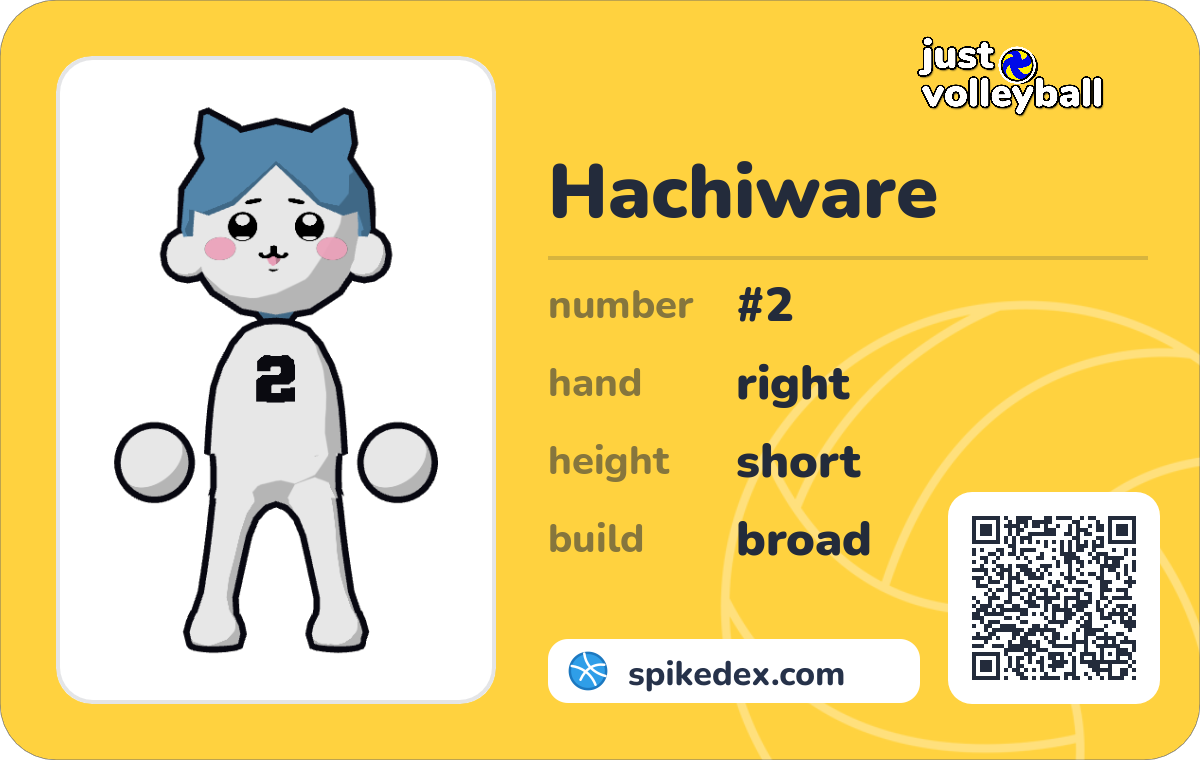 just
volleyball
Hachiware
number #2
hand right
height short
build broad
2
spikedex.com